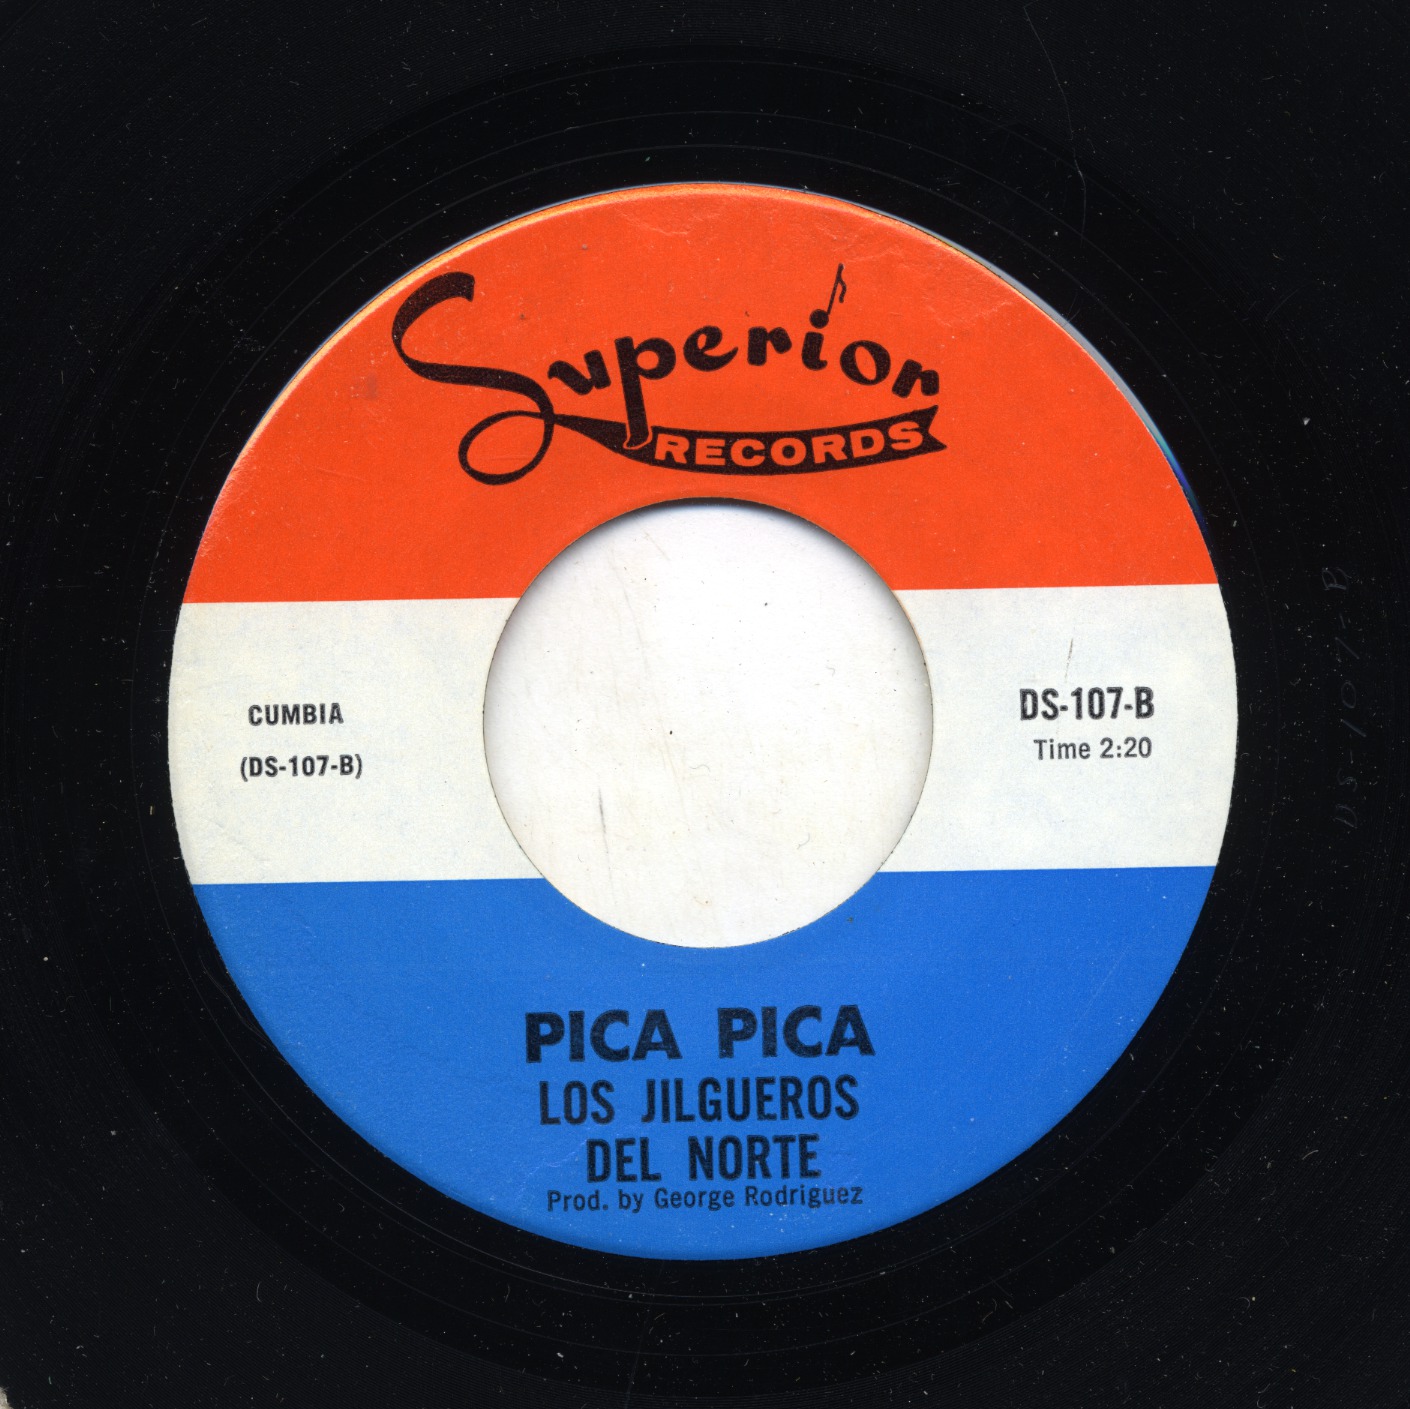 Superior
RECORDS
CUMBIA
(DS-107-B)
DS-107-B
Time 2:20
PICA PICA
LOS JILGUEROS
DEL NORTE
Prod. by George Rodriguez
DS-107-B